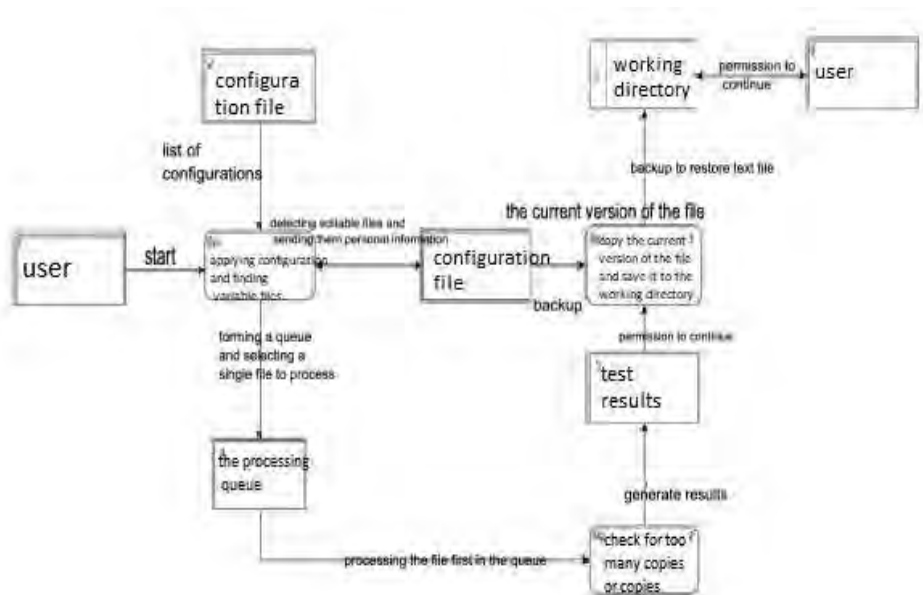 configura
tion file
working
directory
permission to
continue
user
list of
configurations
backup to restore text file
the current version of the file
detecting editable files and
sending them personal information
user
start
applying configuration
and finding
variable files
configuration
file
backup
copy the current
version of the file
and save it to the
working directory
forming a queue
and selecting a
single file to process
permission to continue
test
results
the processing
queue
generate results
processing the file first in the queue
check for too
many copies
or copies